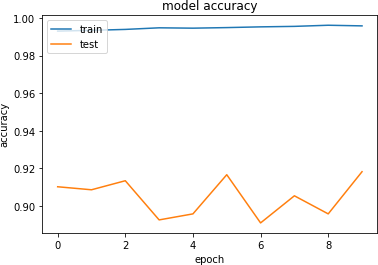 model accuracy
1.00
0.98
0.96
0.94
0.92
0.90
accuracy
train
test
0 2 4 6 8
epoch